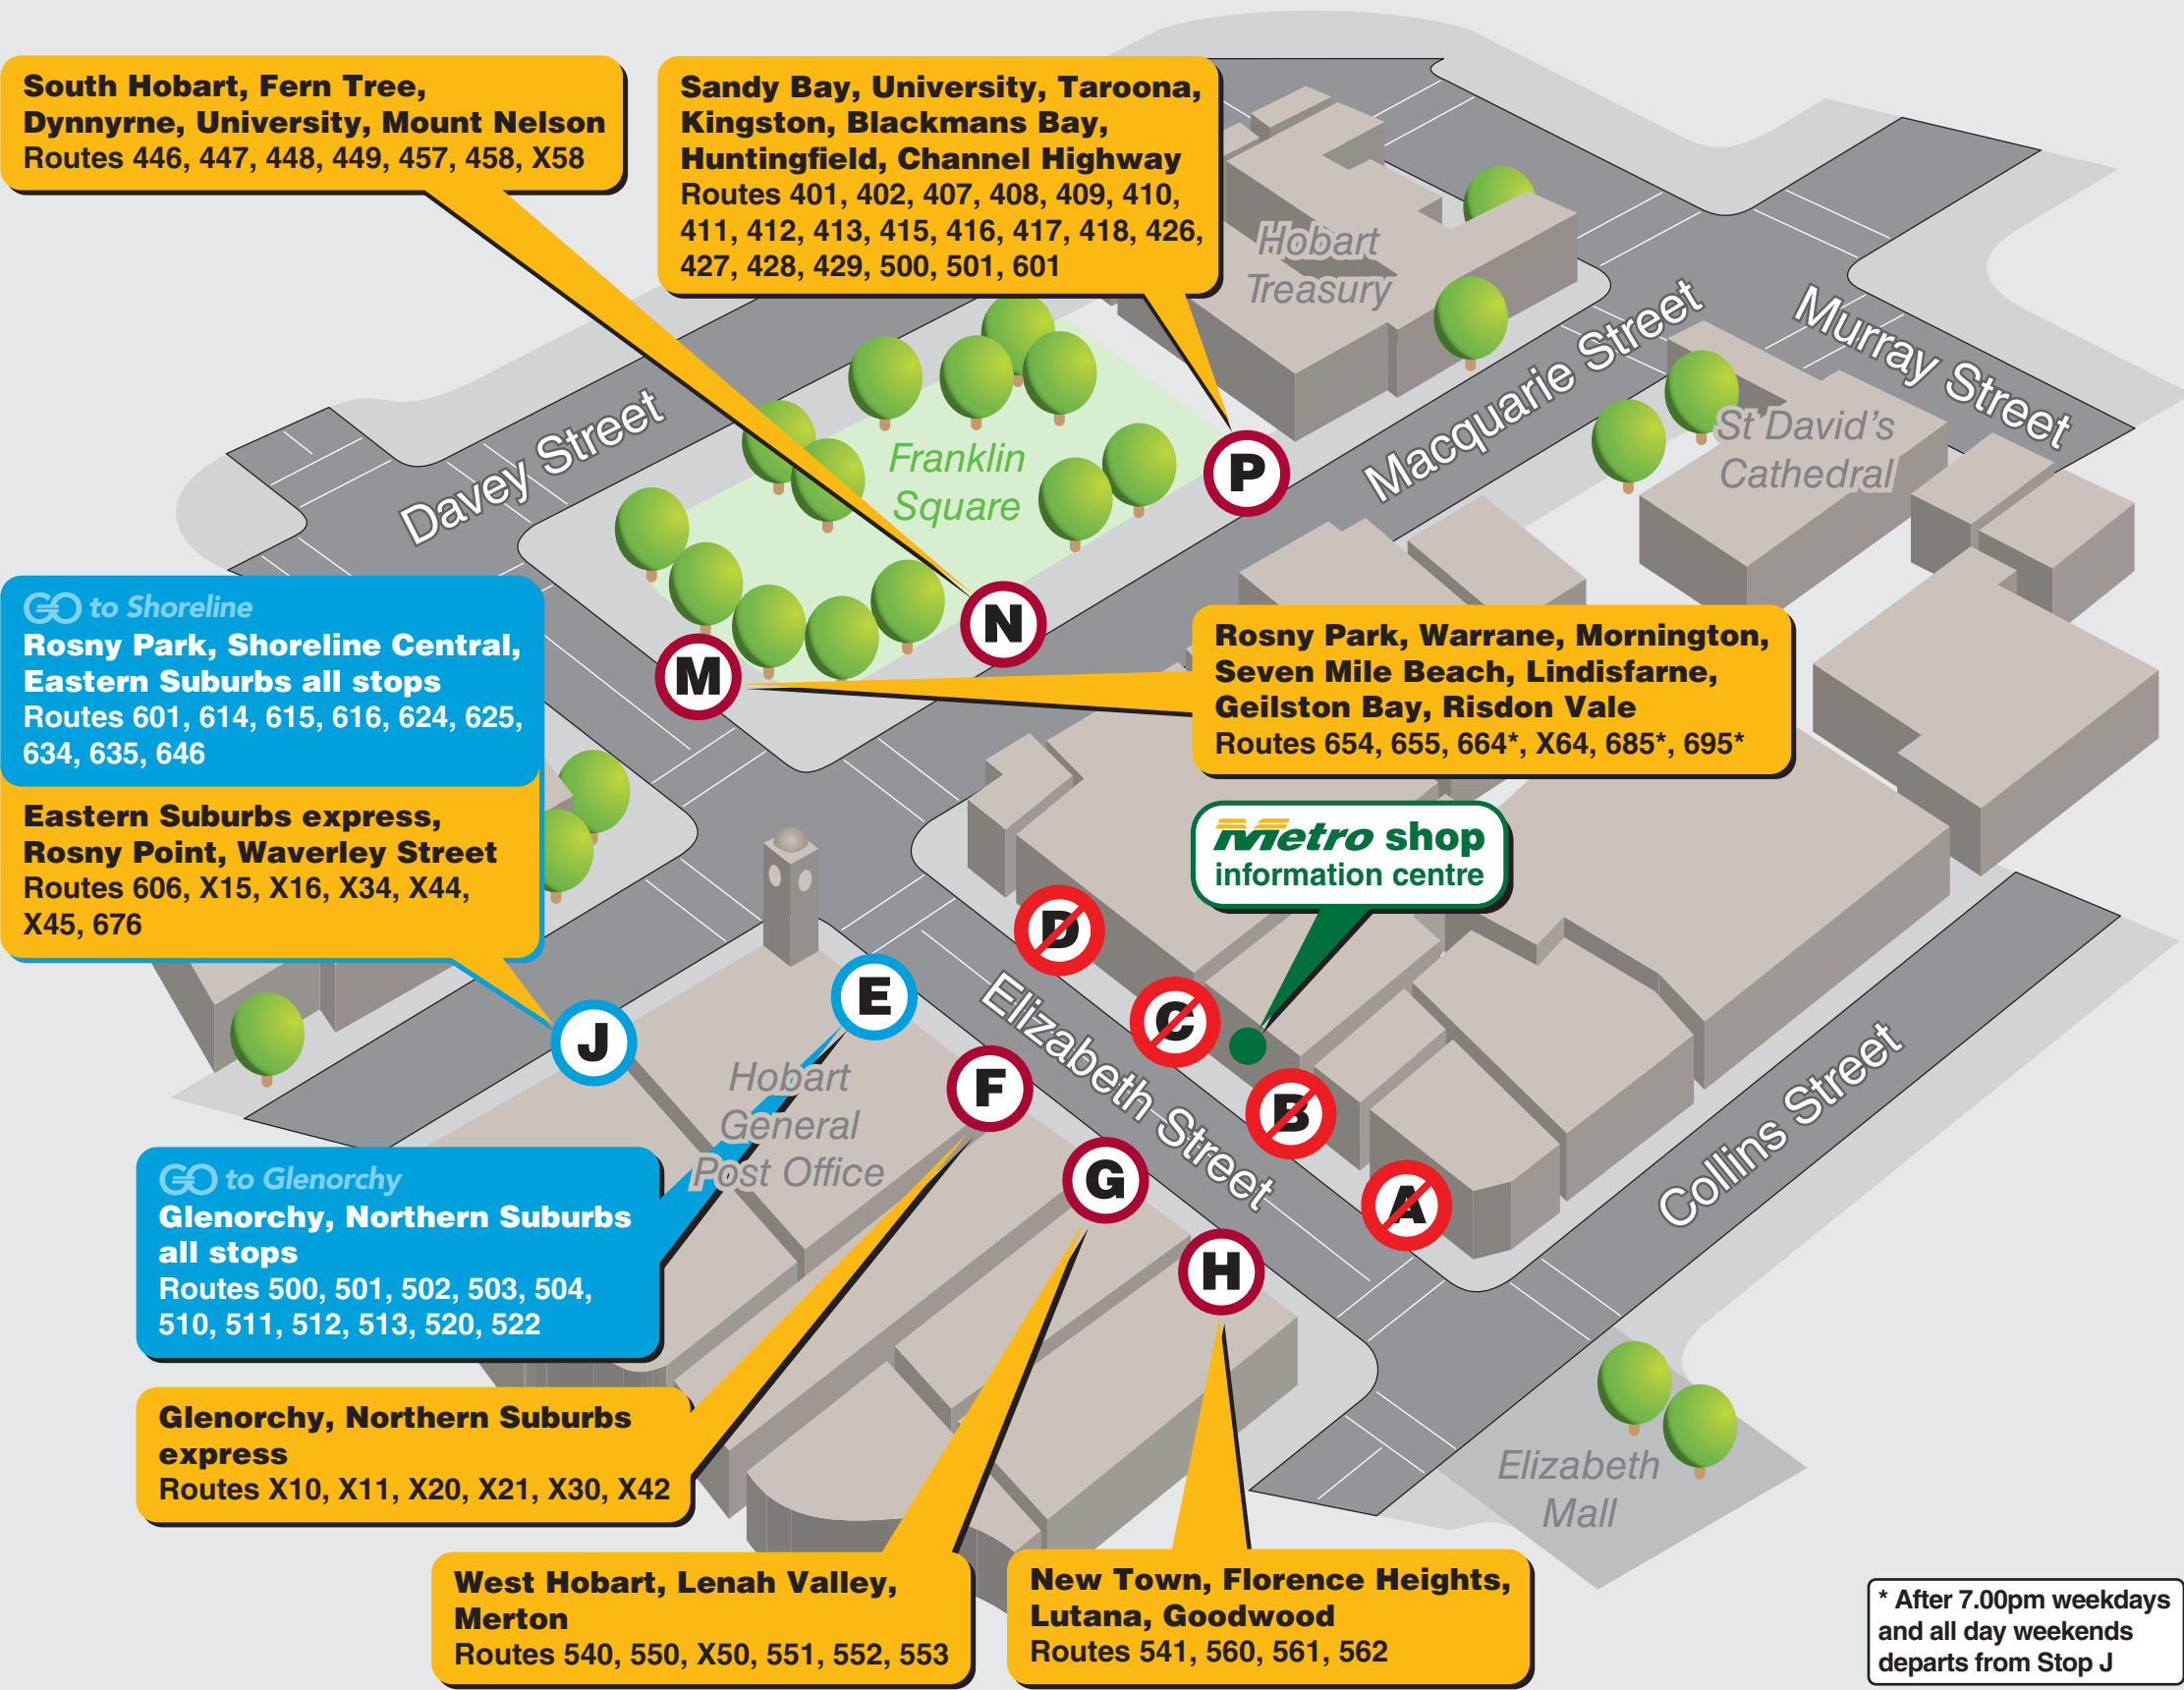 South Hobart, Fern Tree,
Dynnyrne, University, Mount Nelson
Routes 446, 447, 448, 449, 457, 458, X58
Sandy Bay, University, Taroona,
Kingston, Blackmans Bay,
Huntingfield, Channel Highway
Routes 401, 402, 407, 408, 409, 410,
411, 412, 413, 415, 416, 417, 418, 426,
427, 428, 429, 500, 501, 601
Hobart
Treasury
Macquarie Street
Murray Street
St David's
Cathedral
Davey Street
Franklin
Square
P
N
M
GO to Shoreline
Rosny Park, Shoreline Central,
Eastern Suburbs all stops
Routes 601, 614, 615, 616, 624, 625,
634, 635, 646
Eastern Suburbs express,
Rosny Point, Waverley Street
Routes 606, X15, X16, X34, X44,
X45, 676
Rosny Park, Warrane, Mornington,
Seven Mile Beach, Lindisfarne,
Geilston Bay, Risdon Vale
Routes 654, 655, 664*, X64, 685*, 695*
Metro shop
information centre
D
C
B
A
E
J
F
G
H
Elizabeth Street
Collins Street
Hobart
General
Post Office
GO to Glenorchy
Glenorchy, Northern Suburbs
all stops
Routes 500, 501, 502, 503, 504,
510, 511, 512, 513, 520, 522
Glenorchy, Northern Suburbs
express
Routes X10, X11, X20, X21, X30, X42
West Hobart, Lenah Valley,
Merton
Routes 540, 550, X50, 551, 552, 553
New Town, Florence Heights,
Lutana, Goodwood
Routes 541, 560, 561, 562
Elizabeth
Mall
* After 7.00pm weekdays
and all day weekends
departs from Stop J